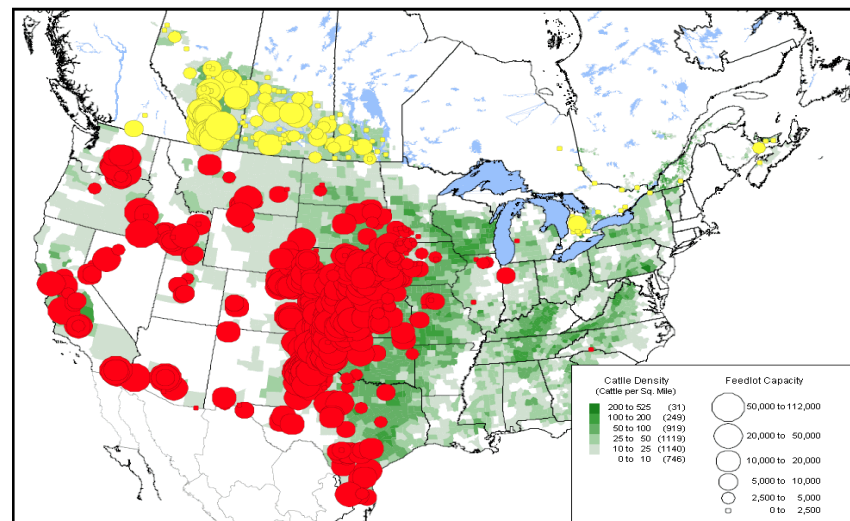 Cattle Density
(Cattle per Sq. Mile)
200 to 525 (31)
100 to 200 (249)
50 to 100 (919)
25 to 50 (1119)
10 to 25 (1140)
0 to 10 (746)
Feedlot Capacity
50,000 to 112,000
20,000 to 50,000
10,000 to 20,000
5,000 to 10,000
2,500 to 5,000
0 to 2,500